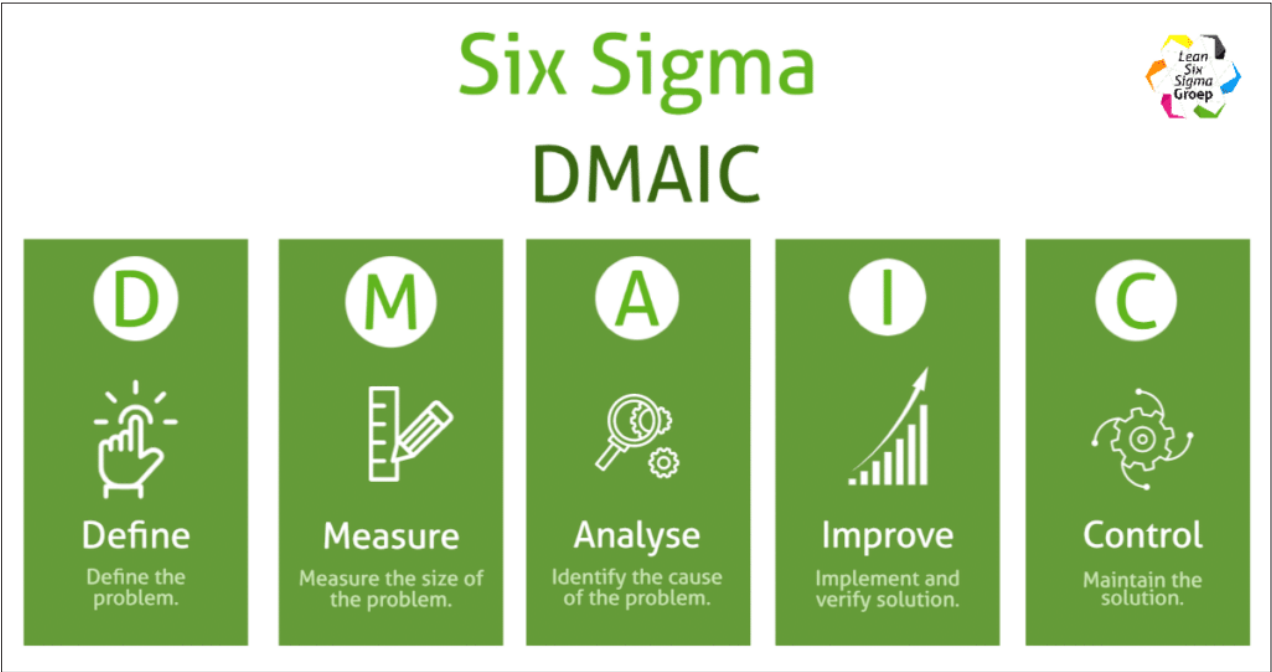 Six Sigma
Lean
Six
Sigma
Groep
DMAIC
D
M
A
I
C
Define
Define the
problem.
Measure
Measure the size of
the problem.
Analyse
Identify the cause
of the problem.
Improve
Implement and
verify solution.
Control
Maintain the
solution.